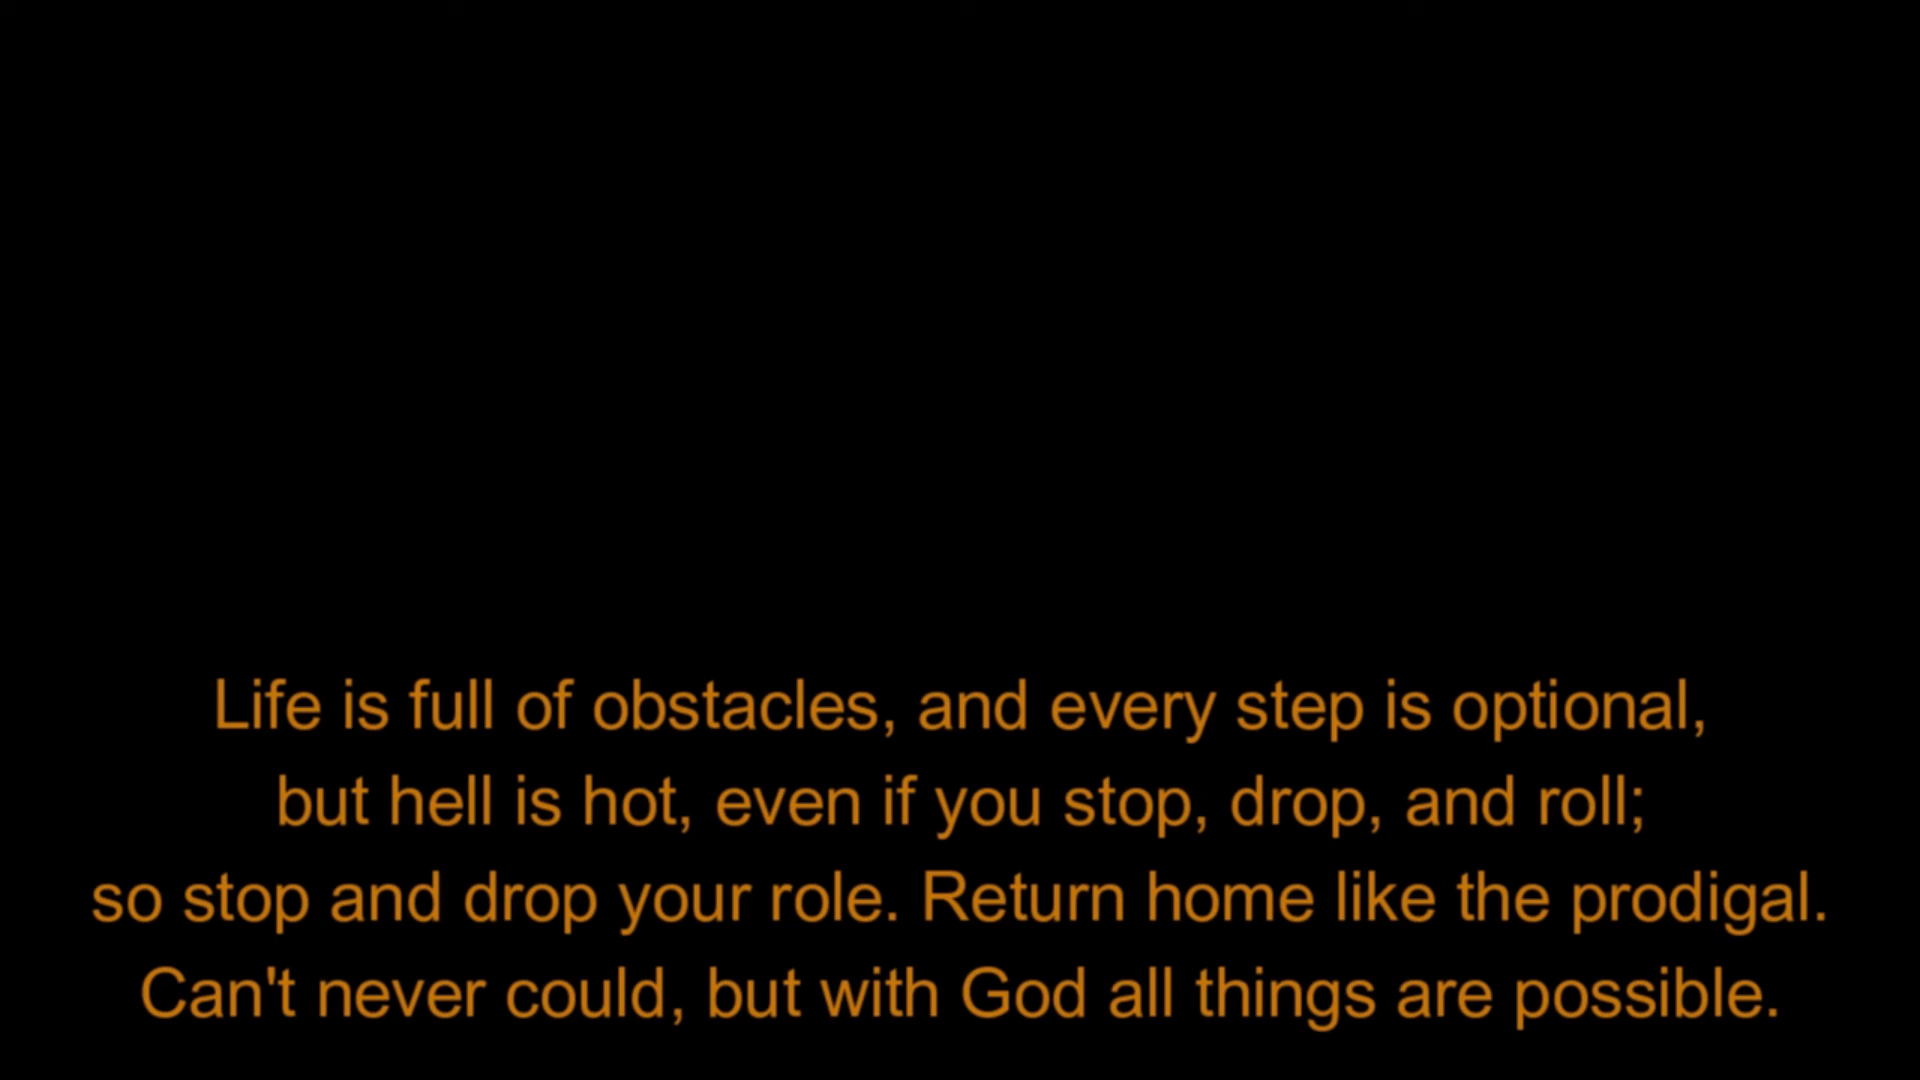 Life is full of obstacles, and every step is optional,
but hell is hot, even if you stop, drop, and roll;
so stop and drop your role. Return home like the prodigal.
Can't never could, but with God all things are possible.